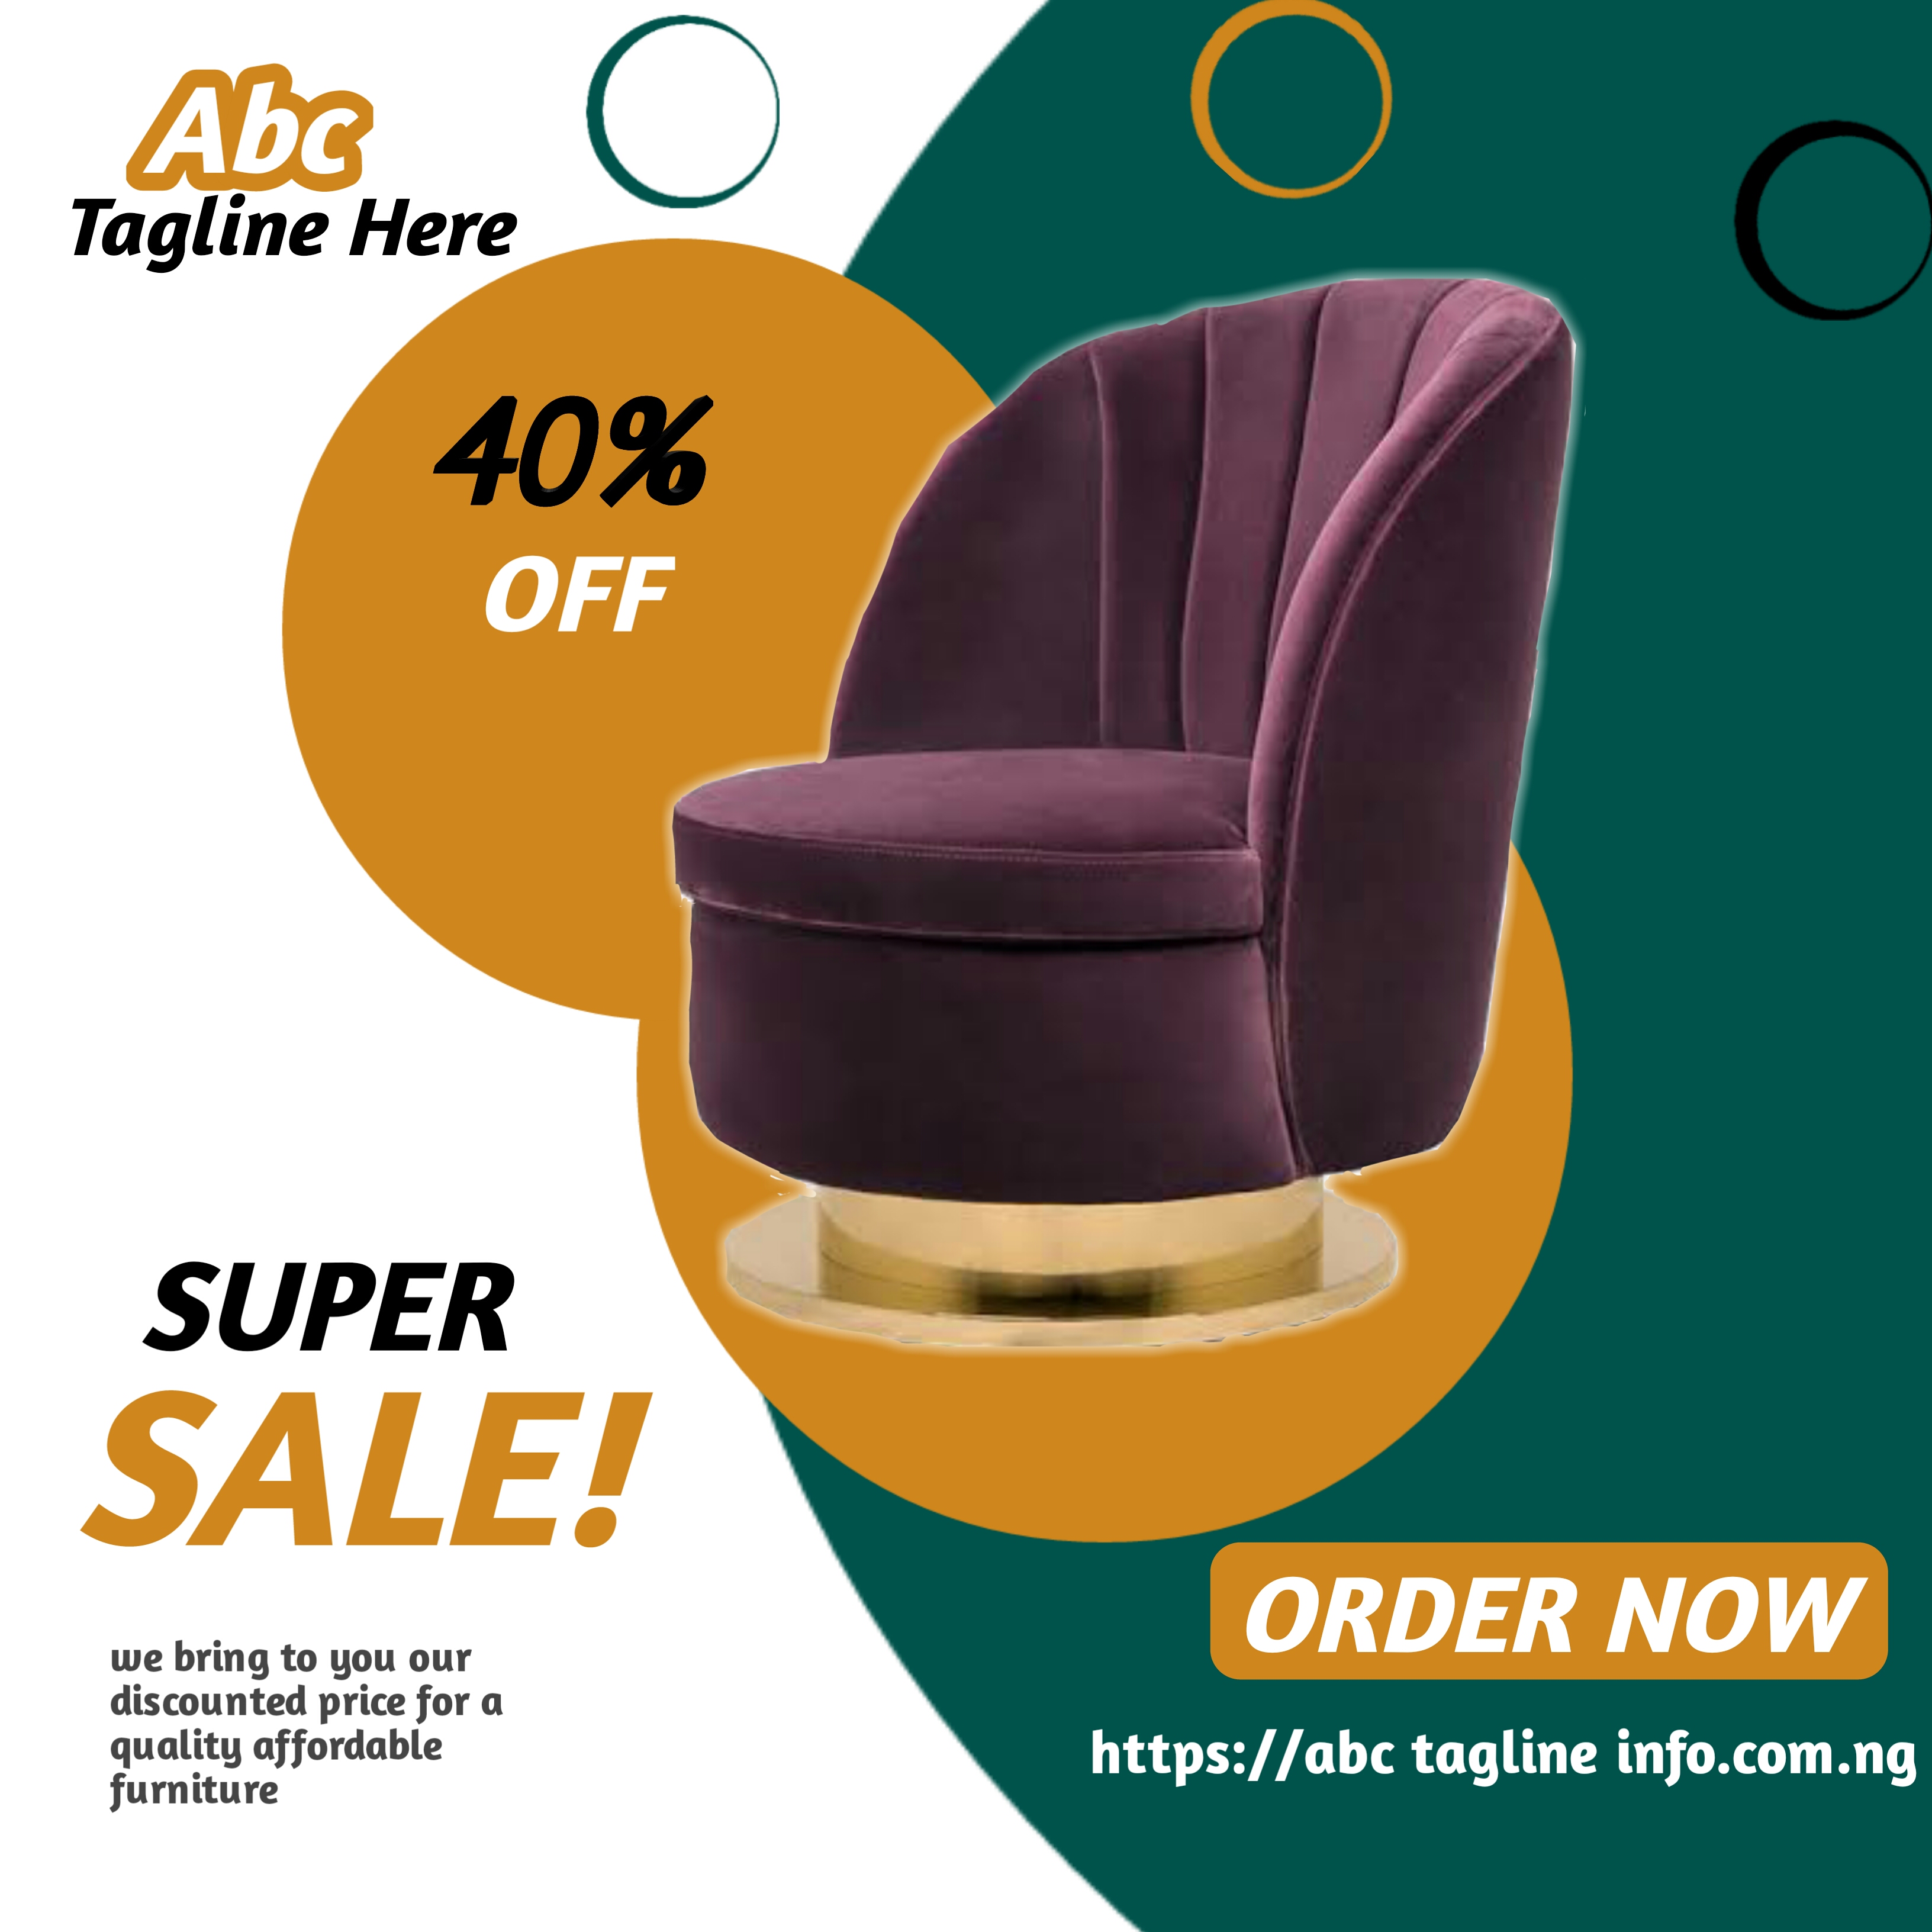 Abc
Tagline Here
40%
OFF
SUPER
SALE!
we bring to you our
discounted price for a
quality affordable
furniture
ORDER NOW
https://abc tagline info.com.ng